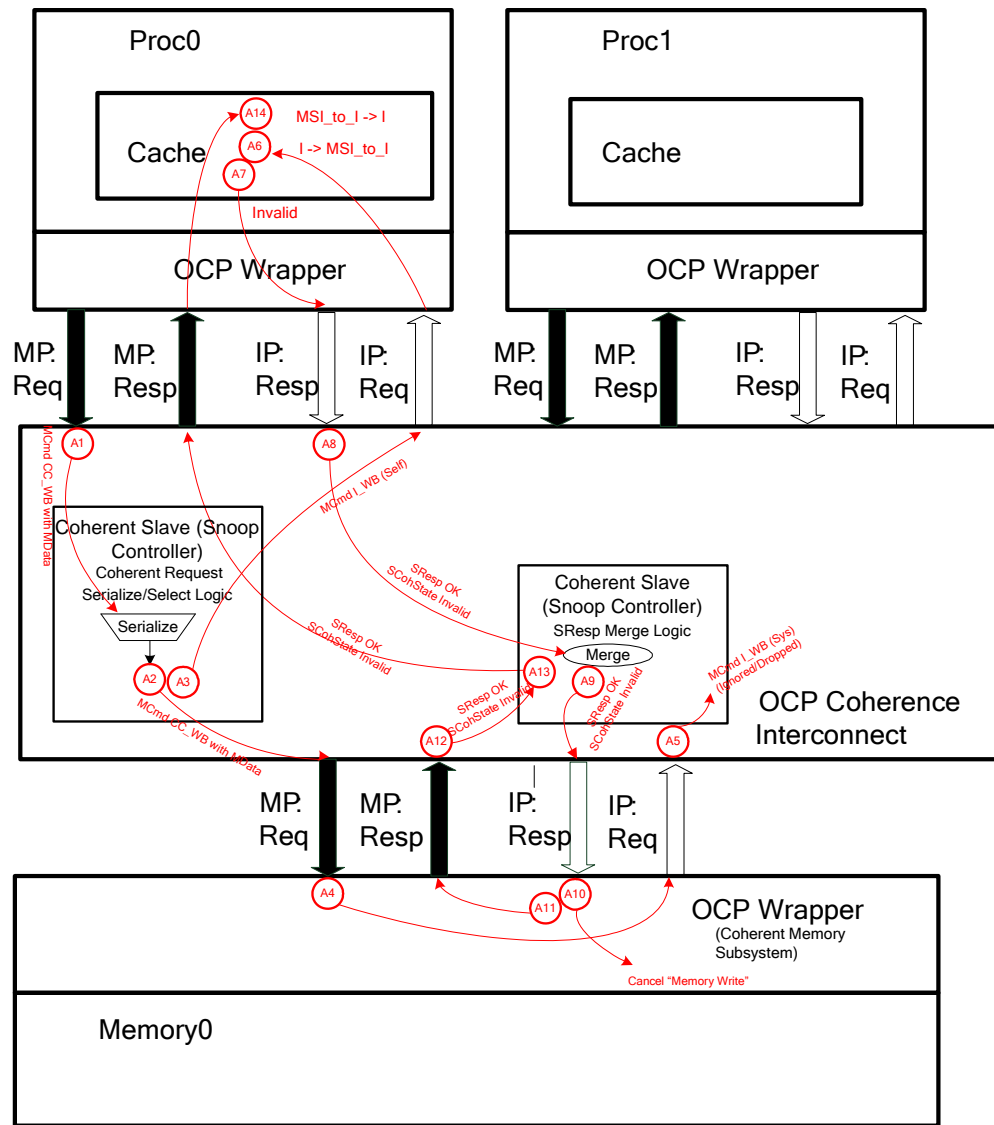 Proc0
Proc1
A14
MSI_to_I -> I
Cache
A6
I -> MSI_to_I
A7
Cache
Invalid
OCP Wrapper
OCP Wrapper
MP:
Req
MP:
Resp
IP:
Resp
IP:
Req
MP:
Req
MP:
Resp
IP:
Resp
IP:
Req
A1
MCmd CC_WB with MData
A8
MCmd I_WB (Self)
Coherent Slave (Snoop
Controller)
Coherent Request
Serialize/Select Logic
Serialize
A2
A3
SResp OK
SCohState Invalid
SResp OK
SCohState Invalid
Coherent Slave
(Snoop Controller)
SResp Merge Logic
Merge
A13
A9
SResp OK
SCohState Invalid
MCmd I_WB (Sys)
(Ignored/Dropped)
SResp OK
SCohState Invalid
A12
A5
MCmd CC_WB with MData
OCP Coherence
Interconnect
MP:
Req
MP:
Resp
IP:
Resp
IP:
Req
A4
A11
A10
OCP Wrapper
(Coherent Memory
Subsystem)
Cancel “Memory Write”
Memory0